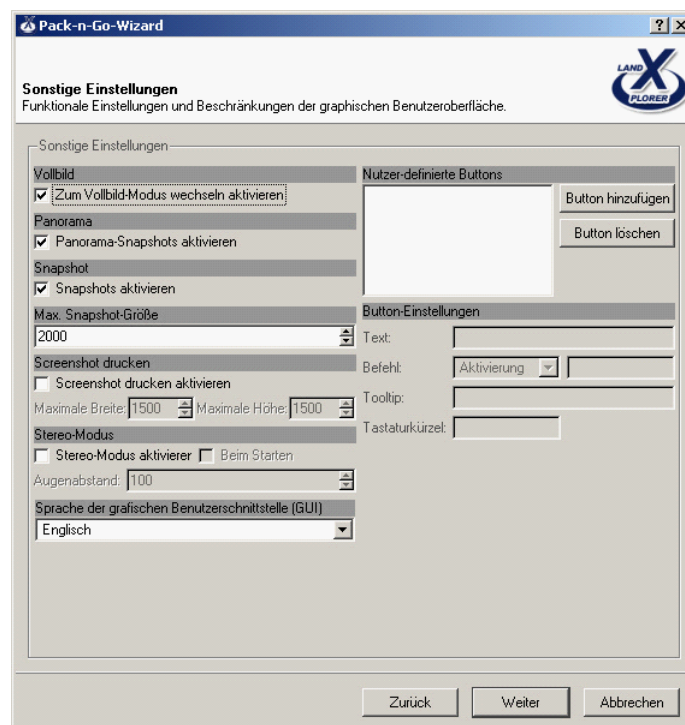 Pack-n-Go-Wizard
LAND X PLORER
Sonstige Einstellungen
Funktionale Einstellungen und Beschränkungen der graphischen Benutzeroberfläche.
Sonstige Einstellungen
Vollbild
Zum Vollbild-Modus wechseln aktivieren
Panorama
Panorama-Snapshots aktivieren
Snapshot
Snapshots aktivieren
Max. Snapshot-Größe
2000
Screenshot drucken
Screenshot drucken aktivieren
Maximale Breite: 1500 Maximale Höhe: 1500
Stereo-Modus
Stereo-Modus aktivierer Beim Starten
Augenabstand: 100
Sprache der grafischen Benutzerschnittstelle (GUI)
Englisch
Nutzer-definierte Buttons
Button hinzufügen
Button löschen
Button-Einstellungen
Text:
Befehl: Aktivierung
Tooltip:
Tastaturkürzel:
Zurück Weiter Abbrechen